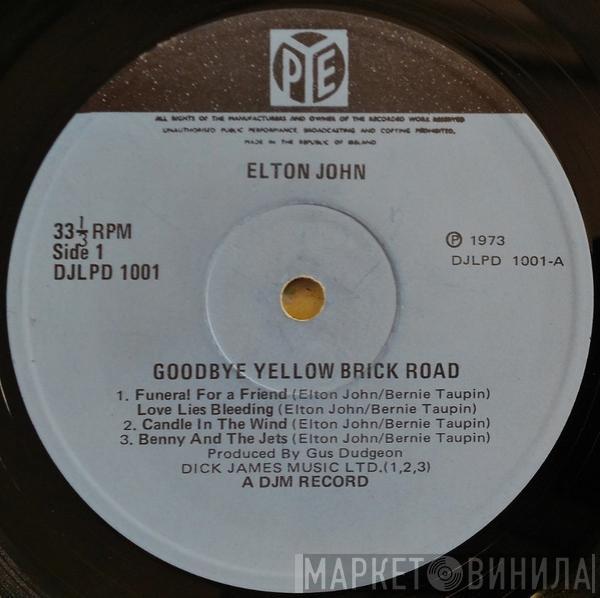 PYE
ALL RIGHTS OF THE MANUFACTURERS AND OWNER OF THE RECORDED WORK RESERVED
UNAUTHORISED PUBLIC PERFORMANCE, BROADCASTING AND COPYING PROHIBITED.
MADE IN THE REPUBLIC OF IRELAND
ELTON JOHN
33⅓ RPM
Side 1
DJLPD 1001
℗ 1973
DJLPD 1001-A
GOODBYE YELLOW BRICK ROAD
1. Funeral For a Friend (Elton John/Bernie Taupin)
Love Lies Bleeding (Elton John/Bernie Taupin)
2. Candle In The Wind (Elton John/Bernie Taupin)
3. Benny And The Jets (Elton John/Bernie Taupin)
Produced By Gus Dudgeon
DICK JAMES MUSIC LTD.(1,2,3)
A DJM RECORD
МАРКЕТ ВИНИЛА